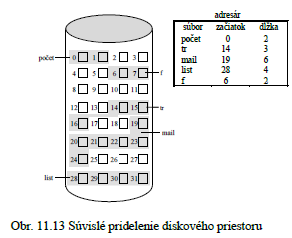 adresár
súbor začiatok dĺžka
počet 0 2
tr 14 3
mail 19 6
list 28 4
f 6 2
počet 0 1 2 3
4 5 6 7 f
8 9 10 11
12 13 14 15 tr
16 17 18 19
mail
20 21 22 23
24 25 26 27
list 28 29 30 31
Obr. 11.13 Súvislé pridelenie diskového priestoru